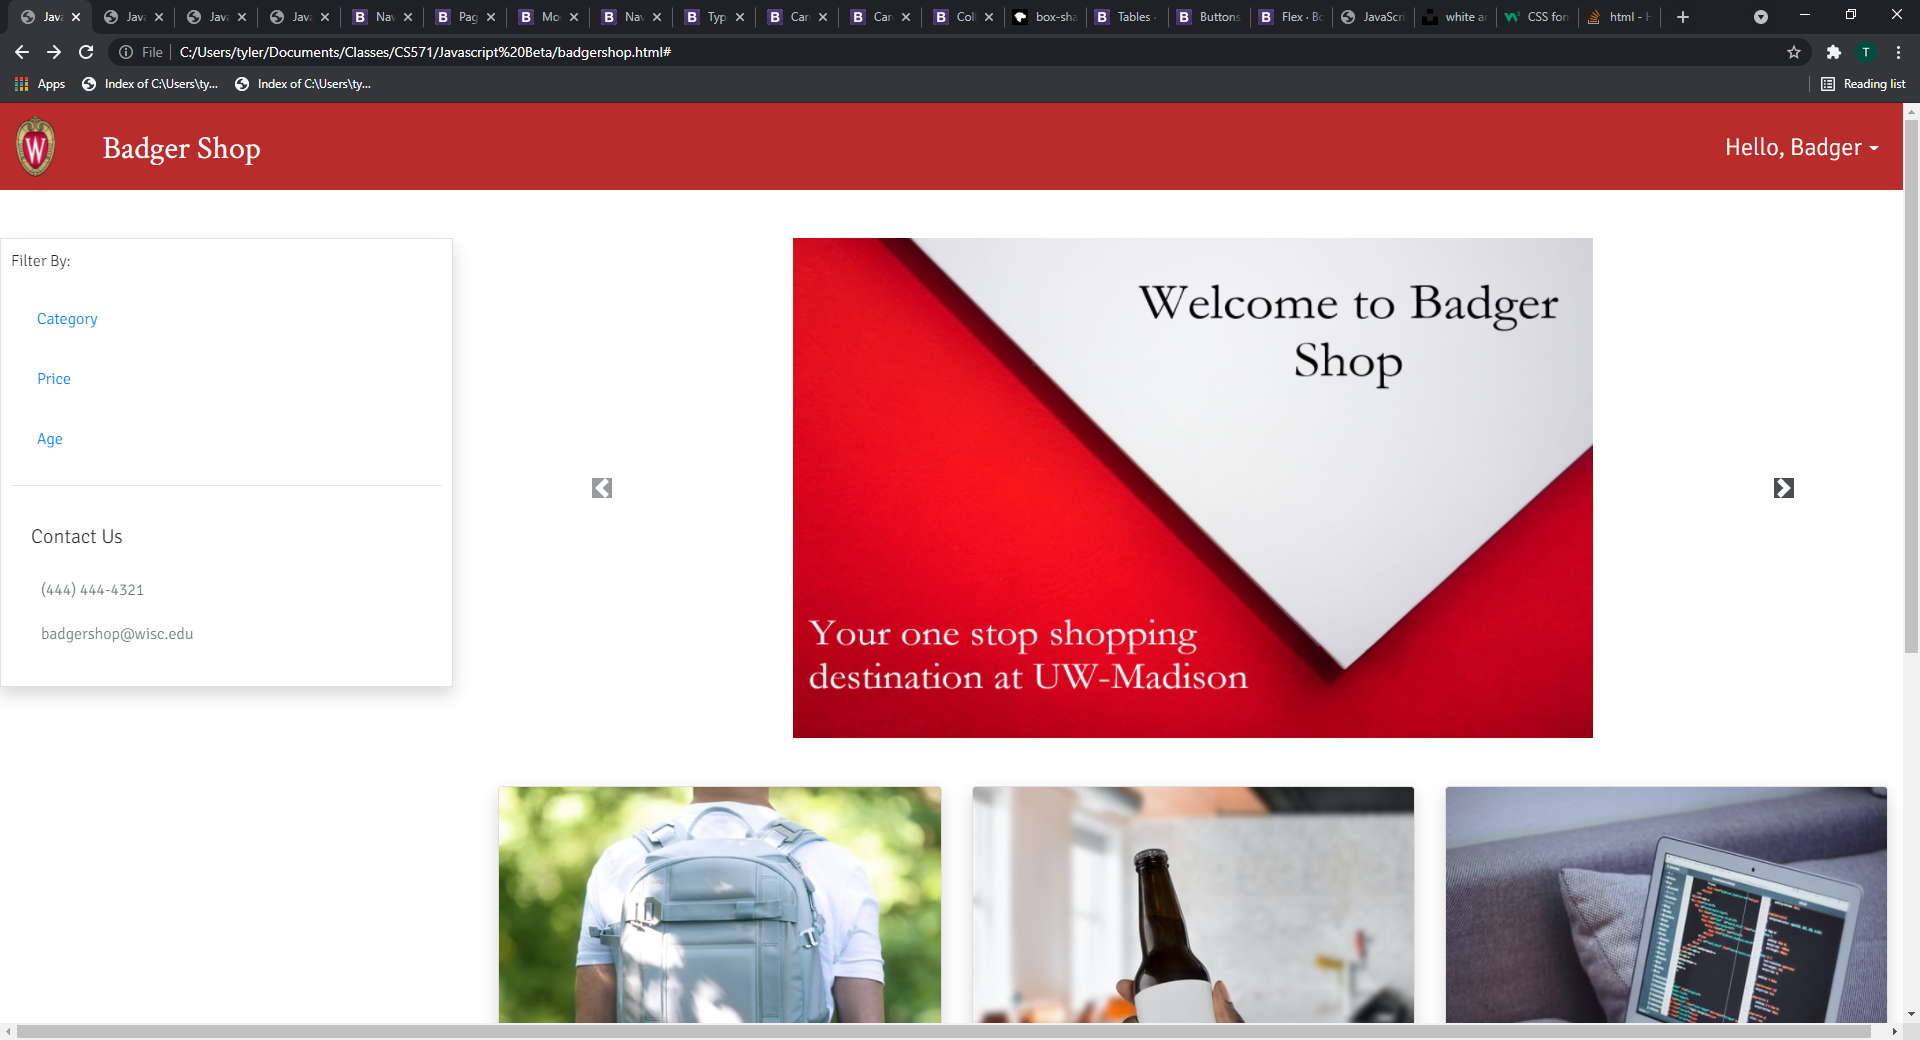 Java
Java
Java
Java
Nav
Pag
Mo
Nav
Typ
Car
Car
Coll
box-sha
Tables ·
Buttons
Flex · Bo
JavaScri
white ar
CSS fon
html - H
File
C:/Users/tyler/Documents/Classes/CS571/Javascript%20Beta/badgershop.html#
T
Apps
Index of C:\Users\ty...
Index of C:\Users\ty...
Reading list
W
Badger Shop
Hello, Badger
Filter By:
Category
Price
Age
Contact Us
(444) 444-4321
badgershop@wisc.edu
Welcome to Badger
Shop
Your one stop shopping
destination at UW-Madison